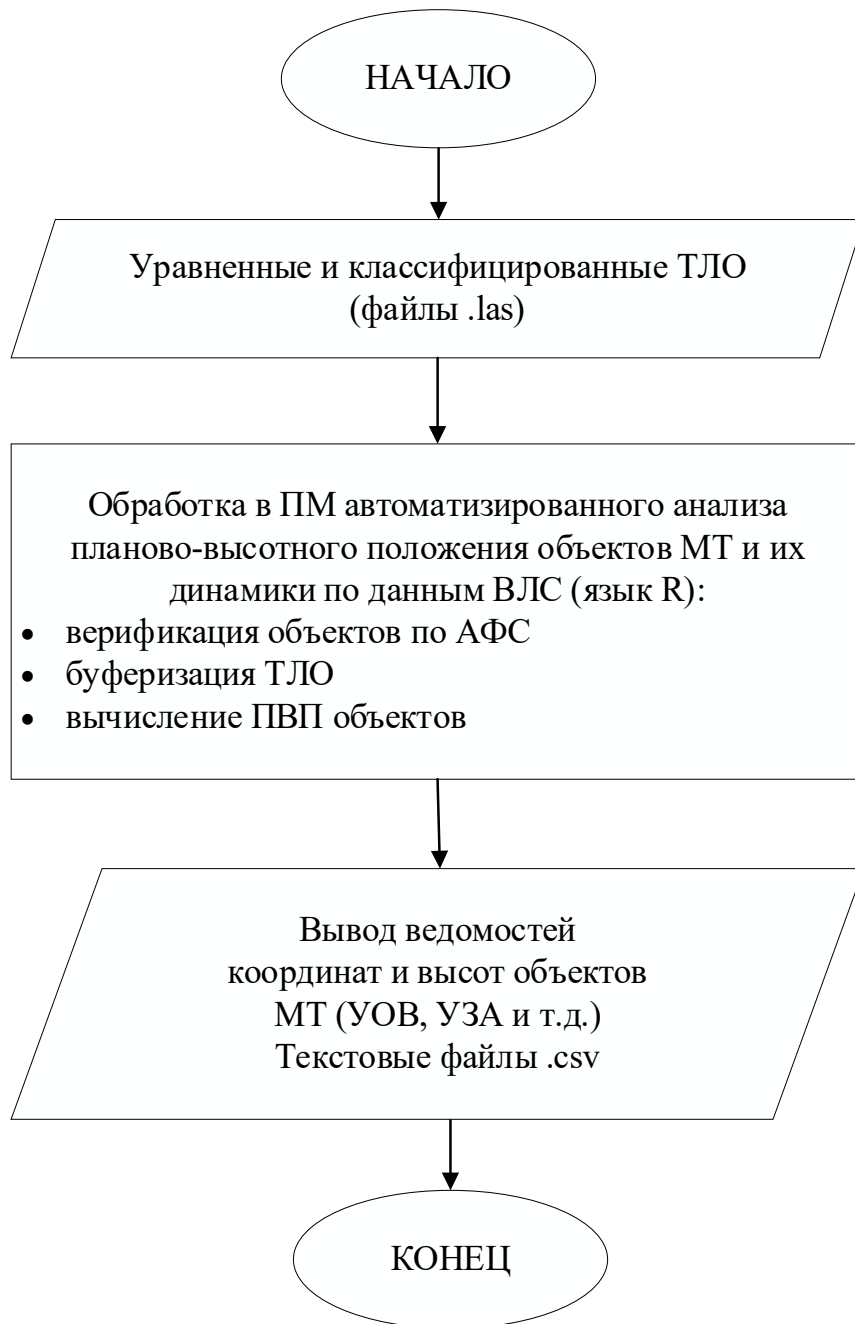 НАЧАЛО
Уравненные и классифицированные ТЛО
(файлы .las)
Обработка в ПМ автоматизированного анализа
планово-высотного положения объектов МТ и их
динамики по данным ВЛС (язык R):
• верификация объектов по АФС
• буферизация ТЛО
• вычисление ПВП объектов
Вывод ведомостей
координат и высот объектов
МТ (УОВ, УЗА и т.д.)
Текстовые файлы .csv
КОНЕЦ